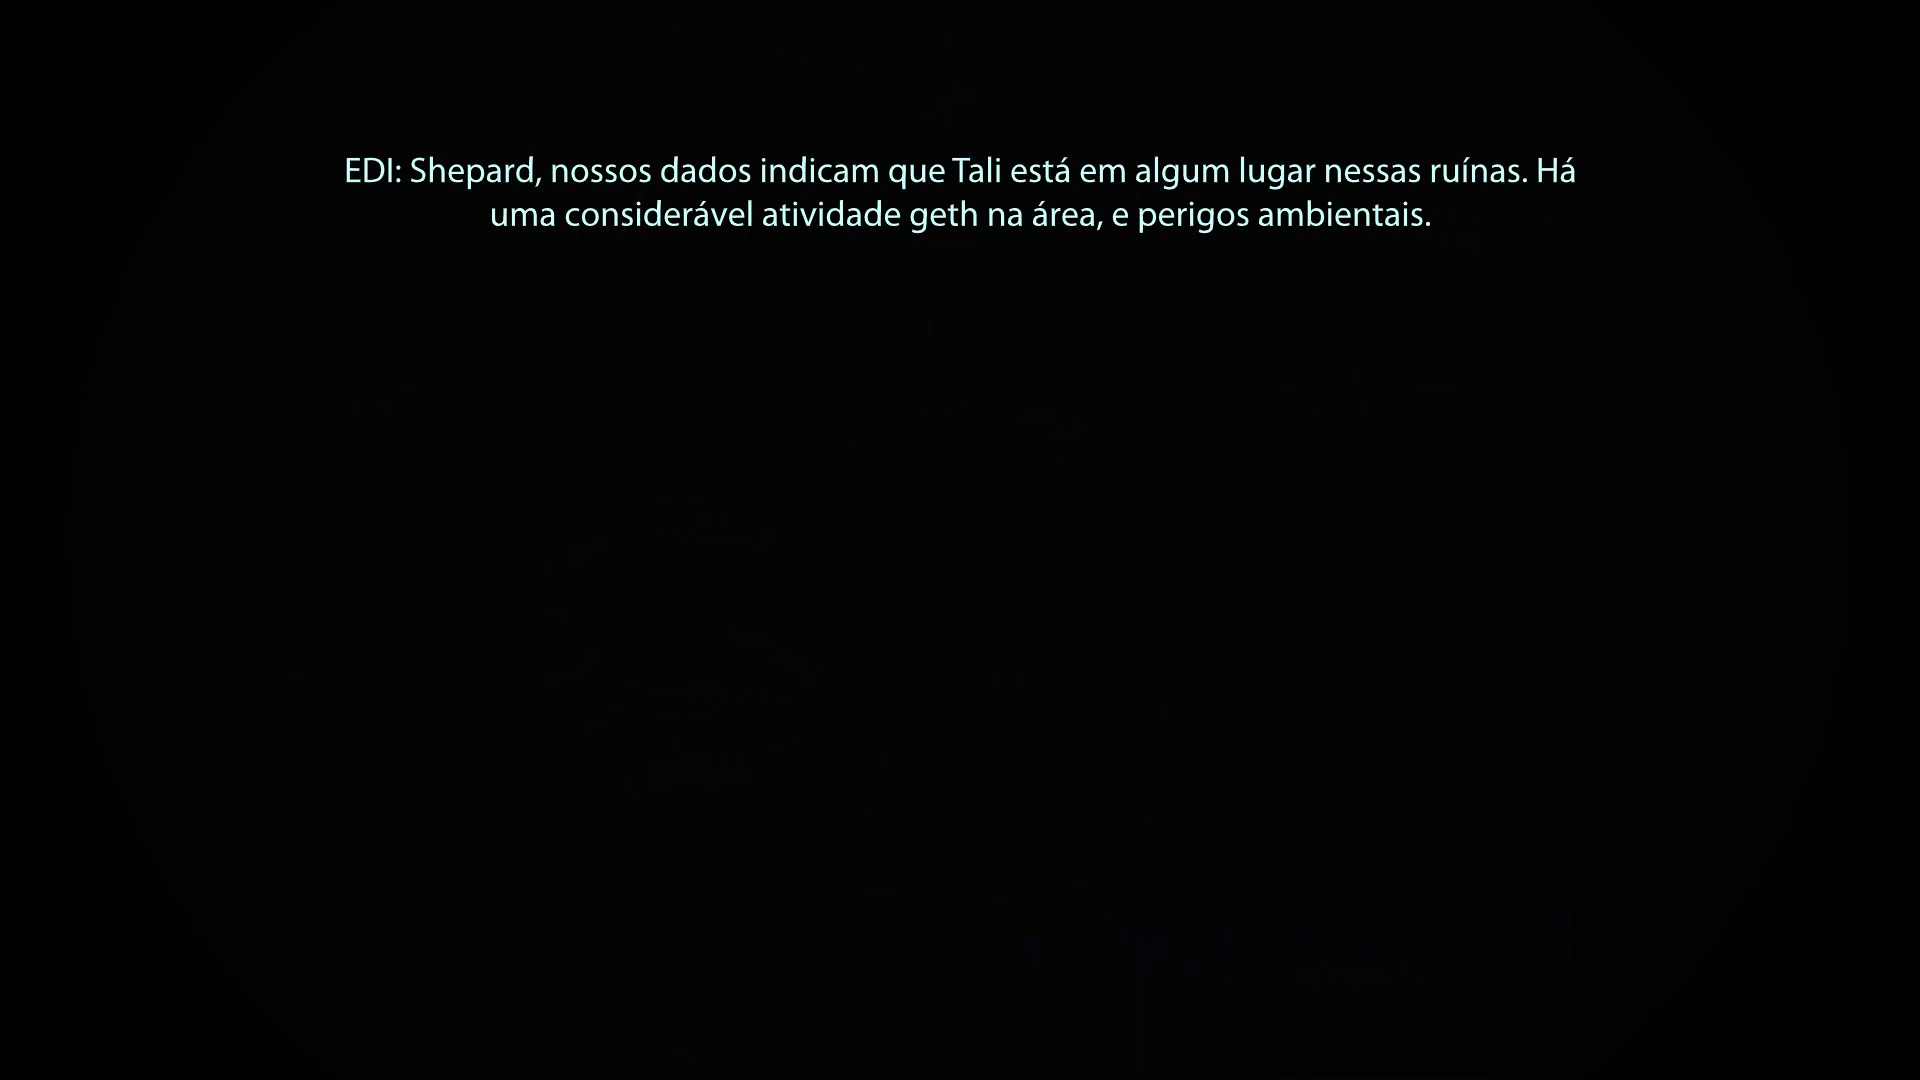 EDI: Shepard, nossos dados indicam que Tali está em algum lugar nessas ruínas. Há
uma considerável atividade geth na área, e perigos ambientais.